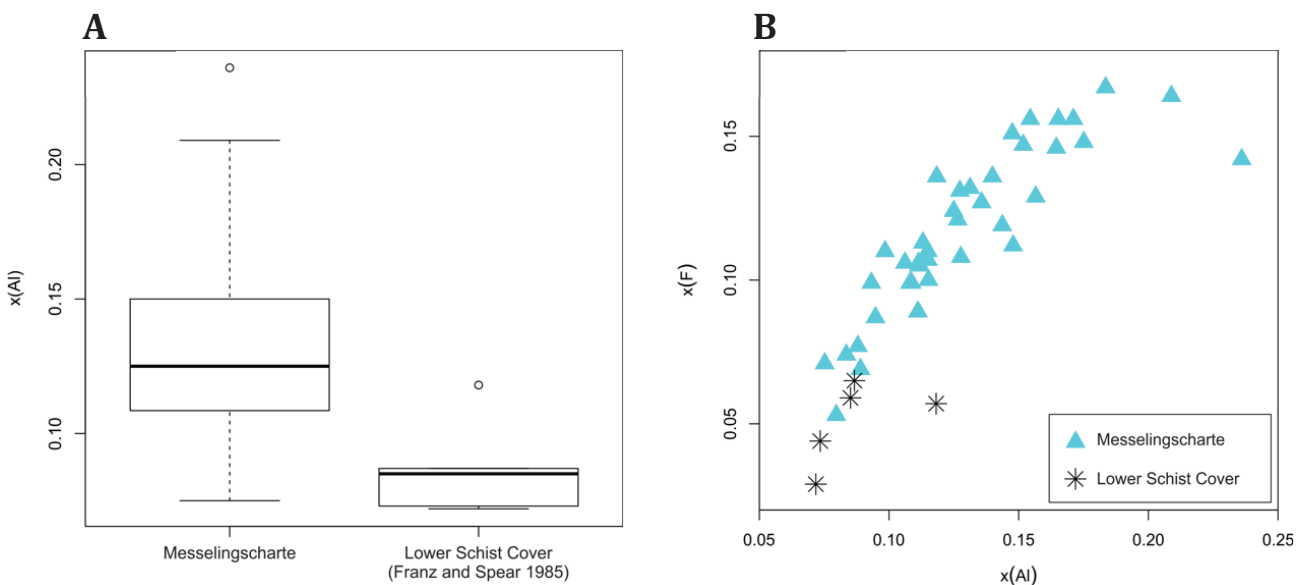 A
B
x(Al)
0.10
0.15
0.20
Messelingscharte
Lower Schist Cover
(Franz and Spear 1985)
x(F)
0.05
0.10
0.15
Messelingscharte
Lower Schist Cover
0.05
0.10
0.15
0.20
0.25
x(Al)